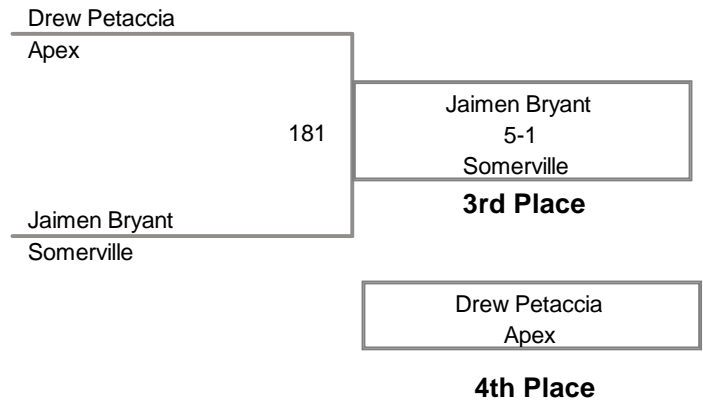 Drew Petaccia
Apex
181
Jaimen Bryant
5-1
Somerville
3rd Place
Jaimen Bryant
Somerville
Drew Petaccia
Apex
4th Place